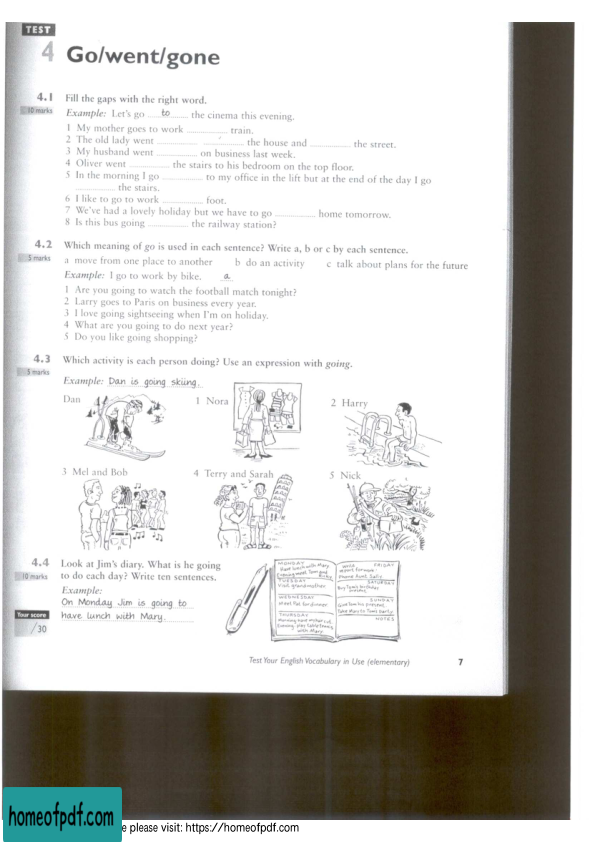 TEST
4 Go/went/gone
4.1 Fill the gaps with the right word.
10 marks
Example: Let's go ...to... the cinema this evening.
1 My mother goes to work ............... train.
2 The old lady went ............... ............... the house and ............... the street.
3 My husband went ............... on business last week.
4 Oliver went ............... the stairs to his bedroom on the top floor.
5 In the morning I go ............... to my office in the lift but at the end of the day I go
............... the stairs.
6 I like to go to work ............... foot.
7 We've had a lovely holiday but we have to go ............... home tomorrow.
8 Is this bus going ............... the railway station?
4.2 Which meaning of go is used in each sentence? Write a, b or c by each sentence.
5 marks
a move from one place to another b do an activity c talk about plans for the future
Example: I go to work by bike. a
1 Are you going to watch the football match tonight?
2 Larry goes to Paris on business every year.
3 I love going sightseeing when I'm on holiday.
4 What are you going to do next year?
5 Do you like going shopping?
4.3 Which activity is each person doing? Use an expression with going.
5 marks
Example: Dan is going skiing.
Dan 1 Nora 2 Harry
3 Mel and Bob 4 Terry and Sarah 5 Nick
4.4 Look at Jim's diary. What is he going
10 marks
to do each day? Write ten sentences.
Example:
On Monday Jim is going to
have lunch with Mary.
Your score
/30
MONDAY
Have lunch with Mary
Evening meet Tom and
TUESDAY
Visit grandmother
WEDNESDAY
Meet Pat for dinner
THURSDAY
Evening, play table tennis
with Mary
FRIDAY
Write report for work
Phone Aunt Sally
SATURDAY
Buy Tom's birthday
present
SUNDAY
Give Tom his present.
Take Mary to Tom's party
NOTES
Test Your English Vocabulary in Use (elementary) 7
homeofpdf.com
e please visit: https://homeofpdf.com